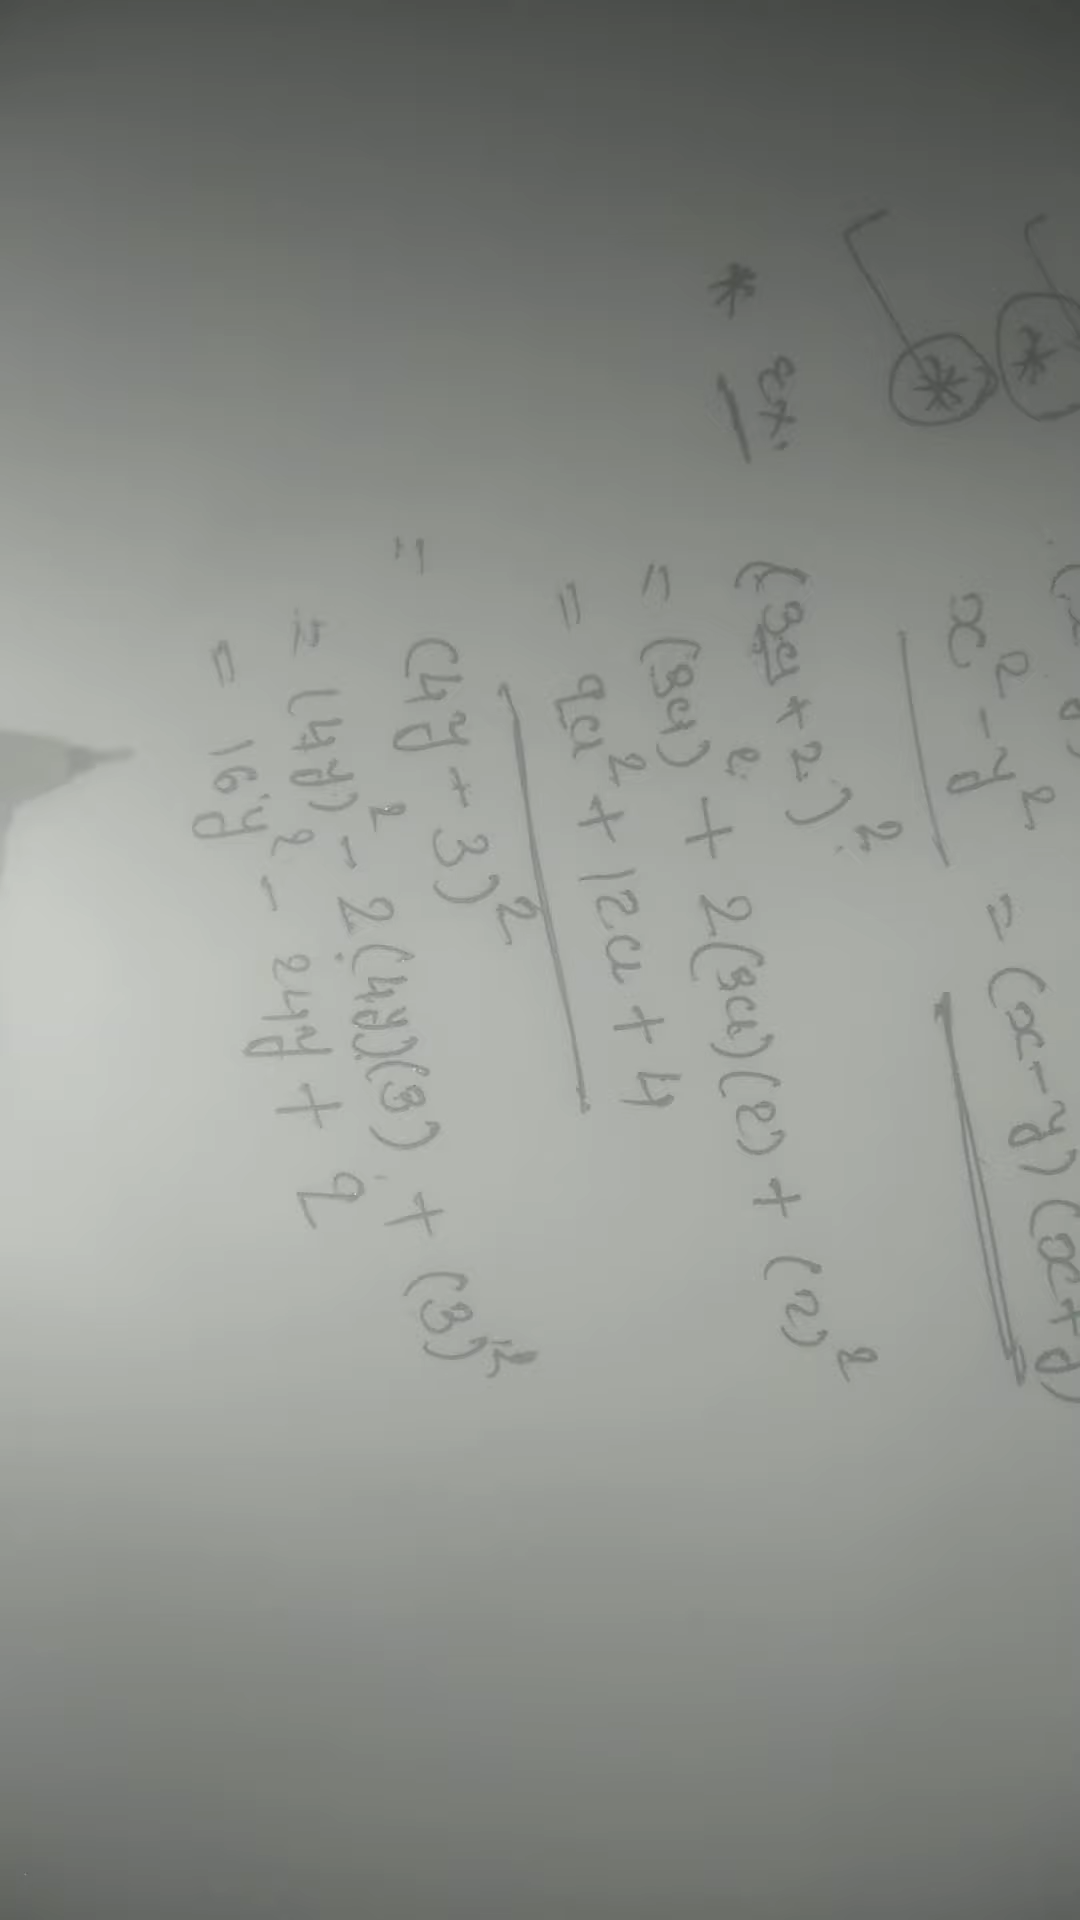 x² - y² = (x-y)(x+y)
* Ex. (3a + 2)²
= (3a)² + 2(3a)(2) + (2)²
= 9a² + 12a + 4
= (4y - 3)²
= (4y)² - 2(4y)(3) + (3)²
= 16y² - 24y + 9